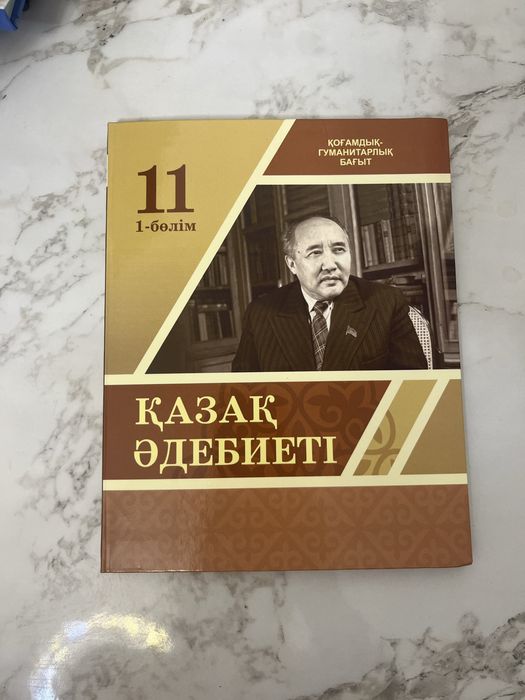 ҚОҒАМДЫҚ-
ГУМАНИТАРЛЫҚ
БАҒЫТ
11
1-бөлім
ҚАЗАҚ
ӘДЕБИЕТІ